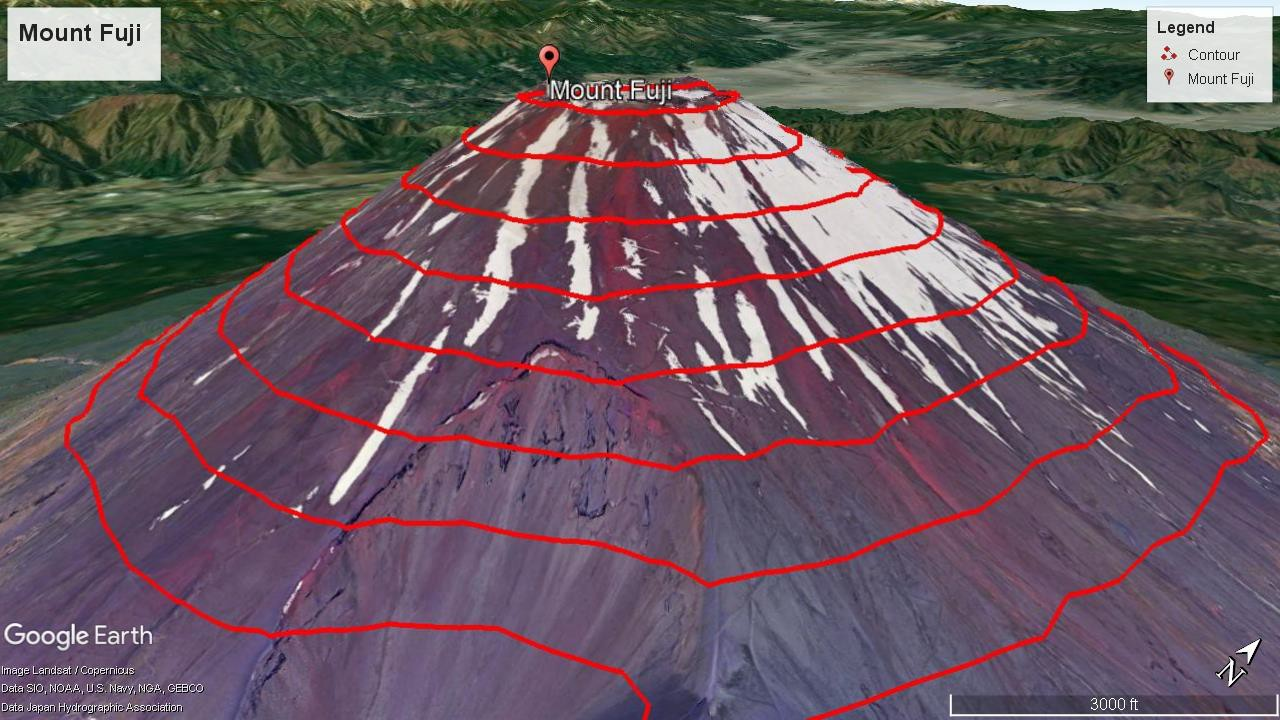 Mount Fuji
Legend
Contour
Mount Fuji
Mount Fuji
Google Earth
Image Landsat / Copernicus
Data SIO, NOAA, U.S. Navy, NGA, GEBCO
Data Japan Hydrographic Association
N
3000 ft